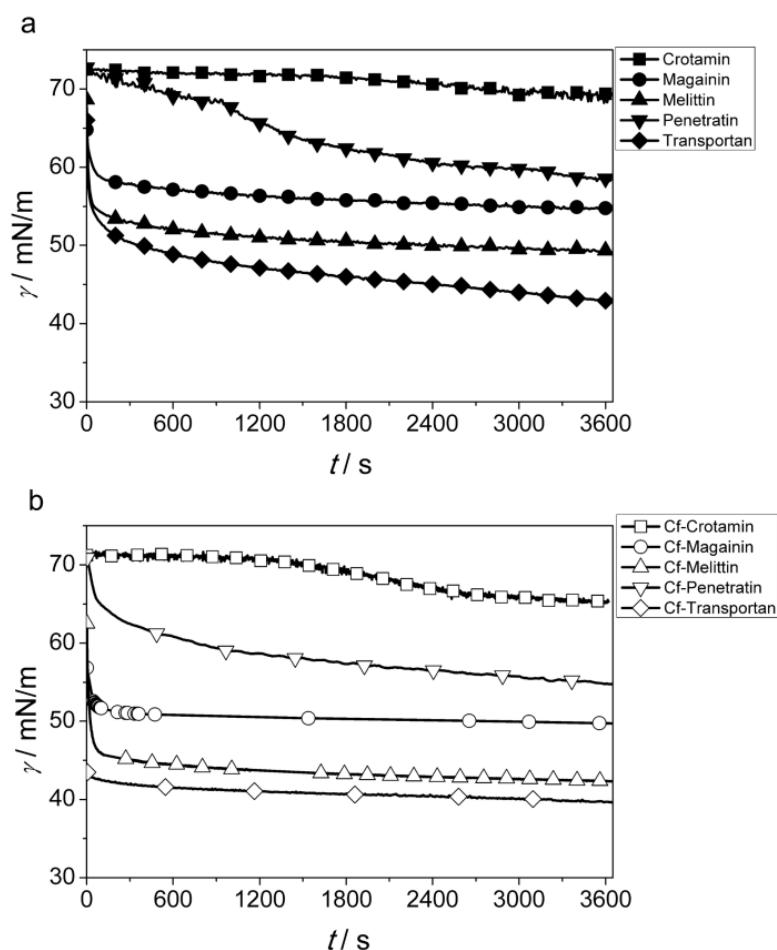 a
Crotamin
Magainin
Melittin
Penetratin
Transportan
70
60
50
40
30
γ / mN/m
0 600 1200 1800 2400 3000 3600
t / s
b
Cf-Crotamin
Cf-Magainin
Cf-Melittin
Cf-Penetratin
Cf-Transportan
70
60
50
40
30
γ / mN/m
0 600 1200 1800 2400 3000 3600
t / s